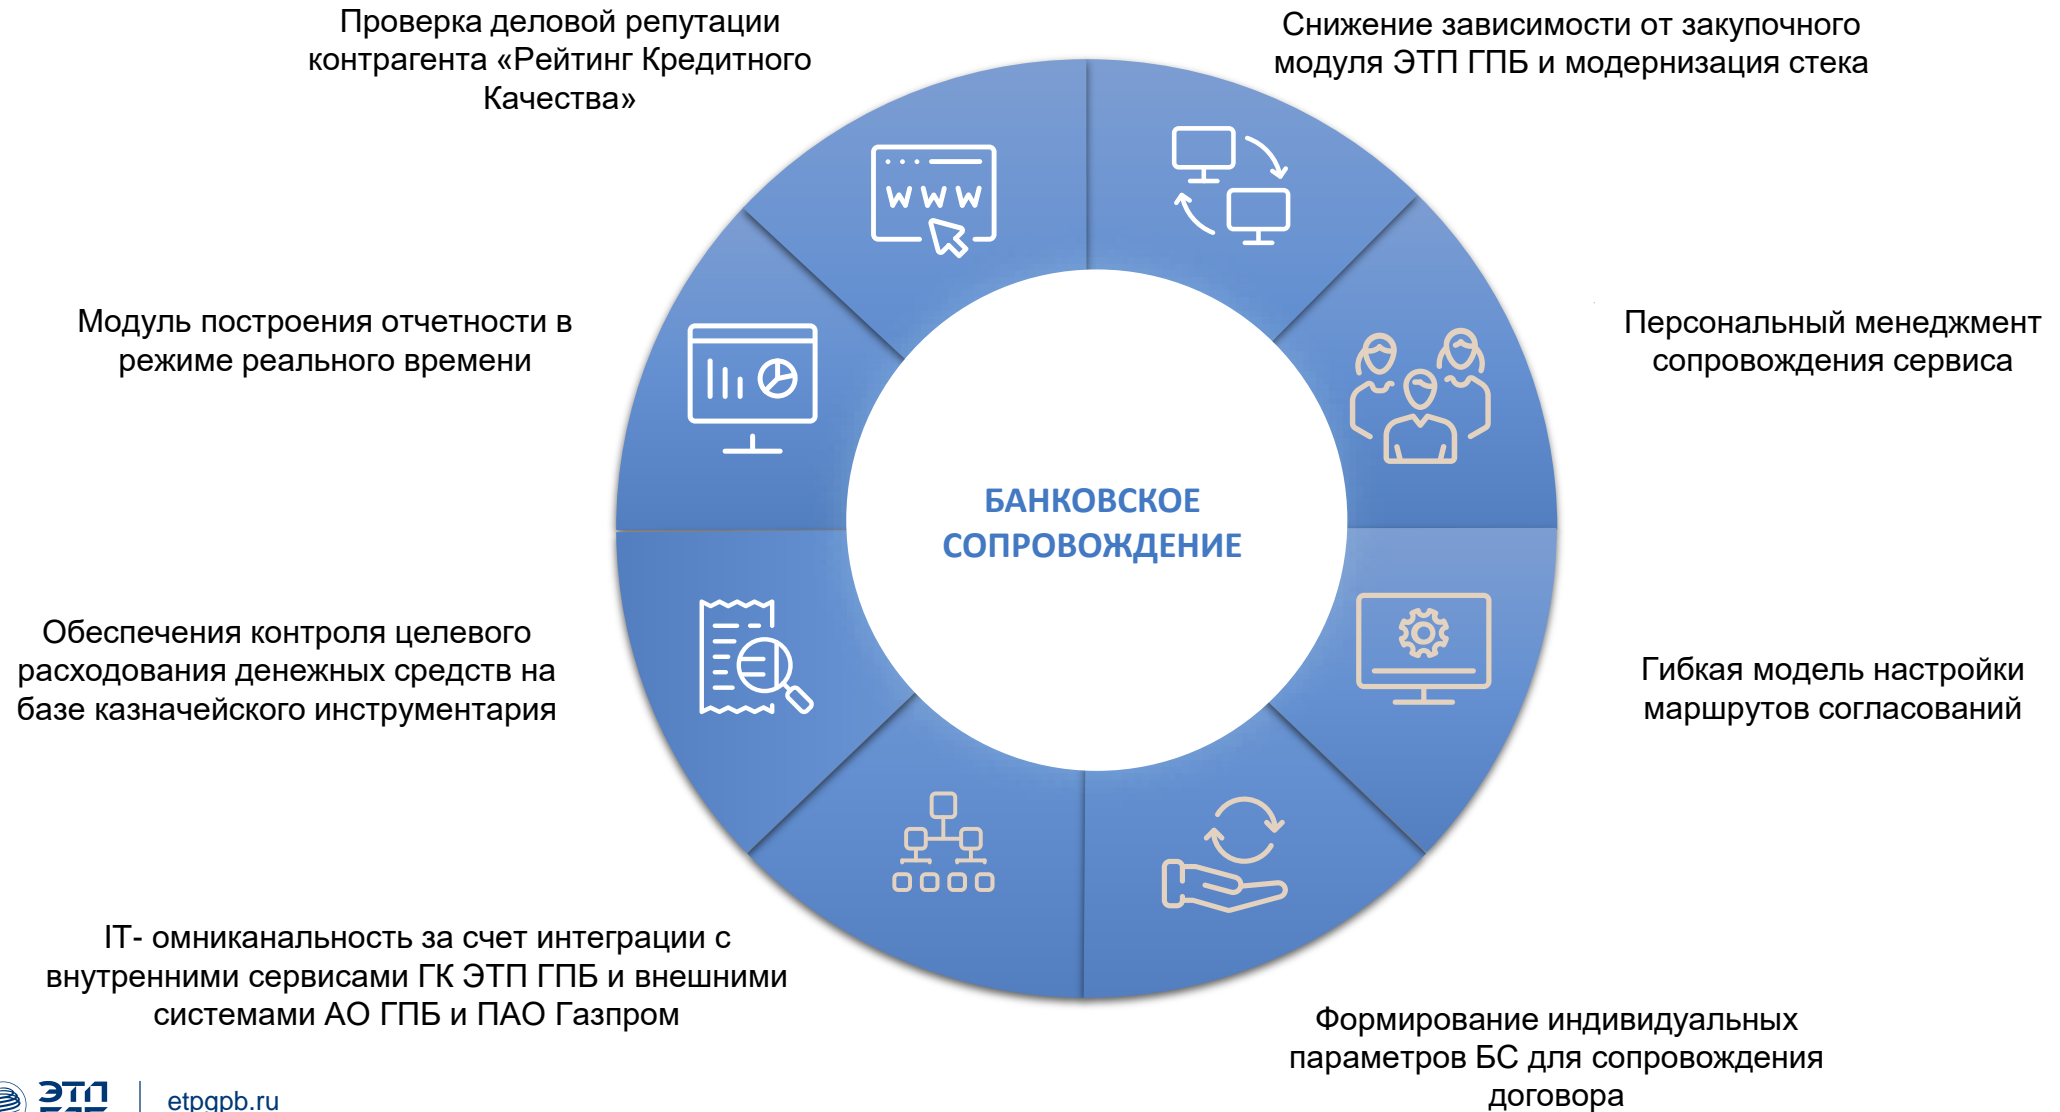 Проверка деловой репутации
контрагента «Рейтинг Кредитного
Качества»
Снижение зависимости от закупочного
модуля ЭТП ГПБ и модернизация стека
W W W
Модуль построения отчетности в
режиме реального времени
Персональный менеджмент
сопровождения сервиса
БАНКОВСКОЕ
СОПРОВОЖДЕНИЕ
Обеспечения контроля целевого
расходования денежных средств на
базе казначейского инструментария
Гибкая модель настройки
маршрутов согласований
IT- омниканальность за счет интеграции с
внутренними сервисами ГК ЭТП ГПБ и внешними
системами АО ГПБ и ПАО Газпром
Формирование индивидуальных
параметров БС для сопровождения
договора
ЭТП
ГПБ
etpgpb.ru